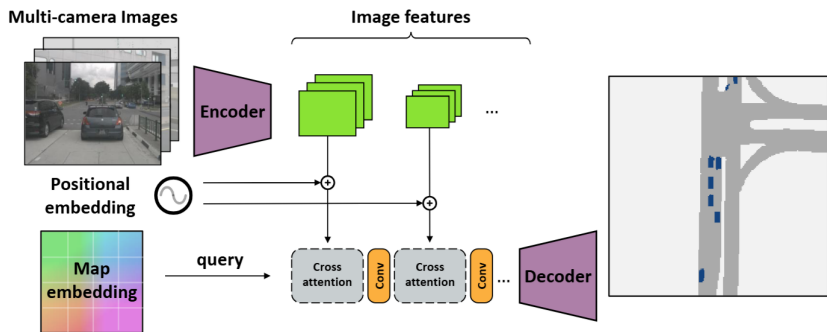 Multi-camera Images
Image features
Encoder
...
Positional
embedding
+
+
Map
embedding
query
Cross
attention
Conv
Cross
attention
Conv
...
Decoder